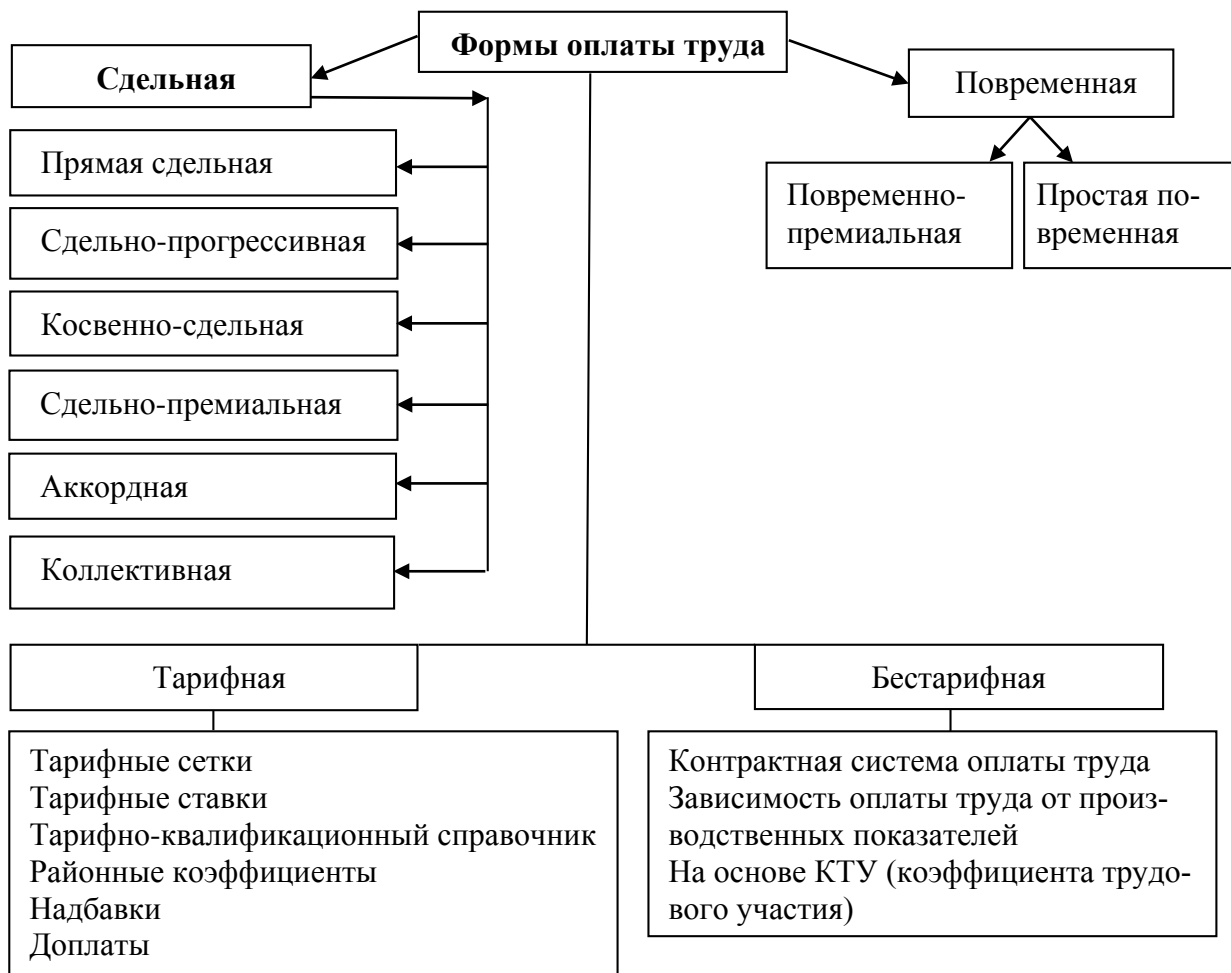 Формы оплаты труда
Сдельная
Повременная
Прямая сдельная
Сдельно-прогрессивная
Косвенно-сдельная
Сдельно-премиальная
Аккордная
Коллективная
Повременно-
премиальная
Простая по-
временная
Тарифная
Бестарифная
Тарифные сетки
Тарифные ставки
Тарифно-квалификационный справочник
Районные коэффициенты
Надбавки
Доплаты
Контрактная система оплаты труда
Зависимость оплаты труда от произ-
водственных показателей
На основе КТУ (коэффициента трудо-
вого участия)